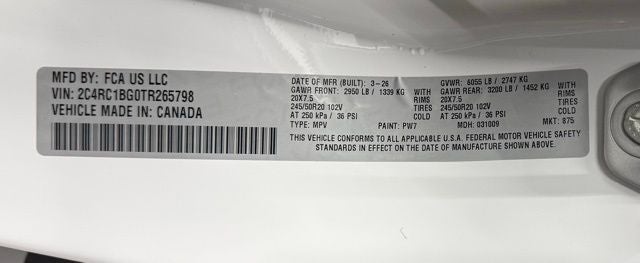 MFD BY: FCA US LLC
VIN: 2C4RC1BG0TR265798
VEHICLE MADE IN: CANADA
DATE OF MFR (BUILT): 3-26 GVWR: 6055 LB / 2747 KG
GAWR FRONT: 2950 LB / 1339 KG GAWR REAR: 3200 LB / 1452 KG
20X7.5 20X7.5
245/50R20 102V 245/50R20 102V
TIRES COLD TIRES COLD
AT 250 kPa / 36 PSI AT 250 kPa / 36 PSI
TYPE: MPV PAINT: PW7 MDH: 031009 MKT: 875
THIS VEHICLE CONFORMS TO ALL APPLICABLE U.S.A. FEDERAL MOTOR VEHICLE SAFETY
STANDARDS IN EFFECT ON THE DATE OF MANUFACTURE SHOWN ABOVE.